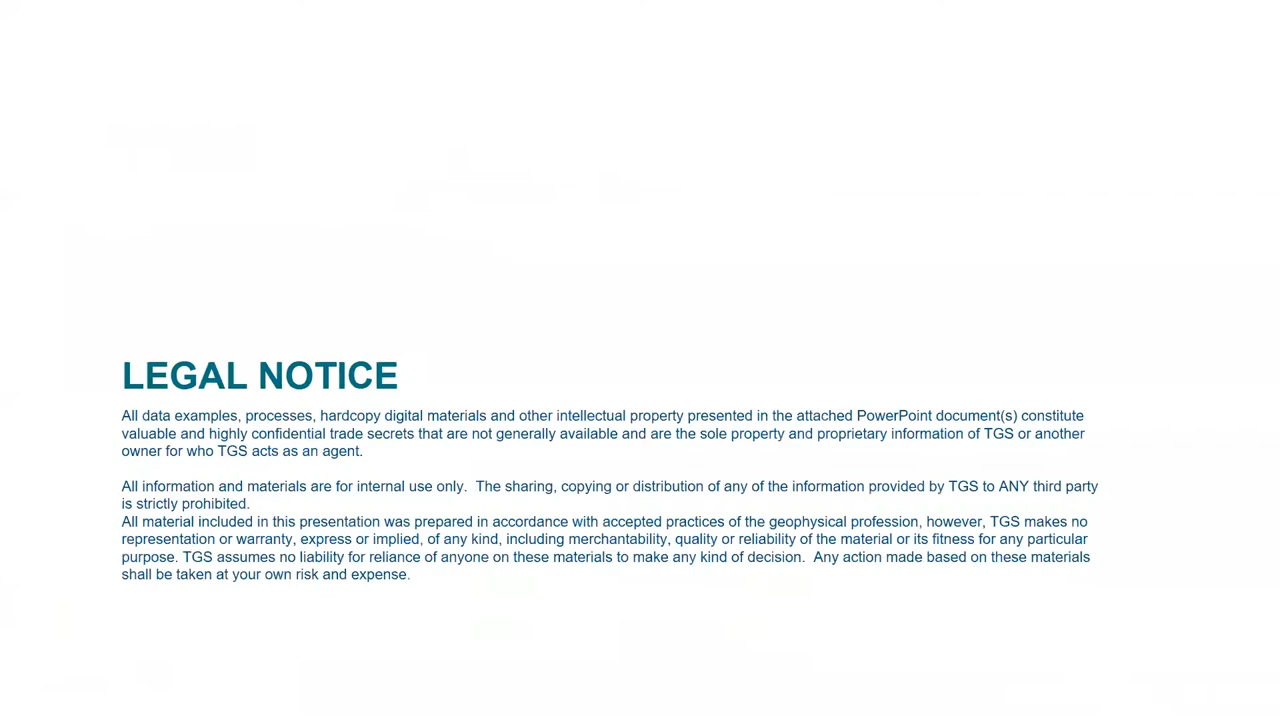 LEGAL NOTICE
All data examples, processes, hardcopy digital materials and other intellectual property presented in the attached PowerPoint document(s) constitute
valuable and highly confidential trade secrets that are not generally available and are the sole property and proprietary information of TGS or another
owner for who TGS acts as an agent.
All information and materials are for internal use only.  The sharing, copying or distribution of any of the information provided by TGS to ANY third party
is strictly prohibited.
All material included in this presentation was prepared in accordance with accepted practices of the geophysical profession, however, TGS makes no
representation or warranty, express or implied, of any kind, including merchantability, quality or reliability of the material or its fitness for any particular
purpose. TGS assumes no liability for reliance of anyone on these materials to make any kind of decision.  Any action made based on these materials
shall be taken at your own risk and expense.